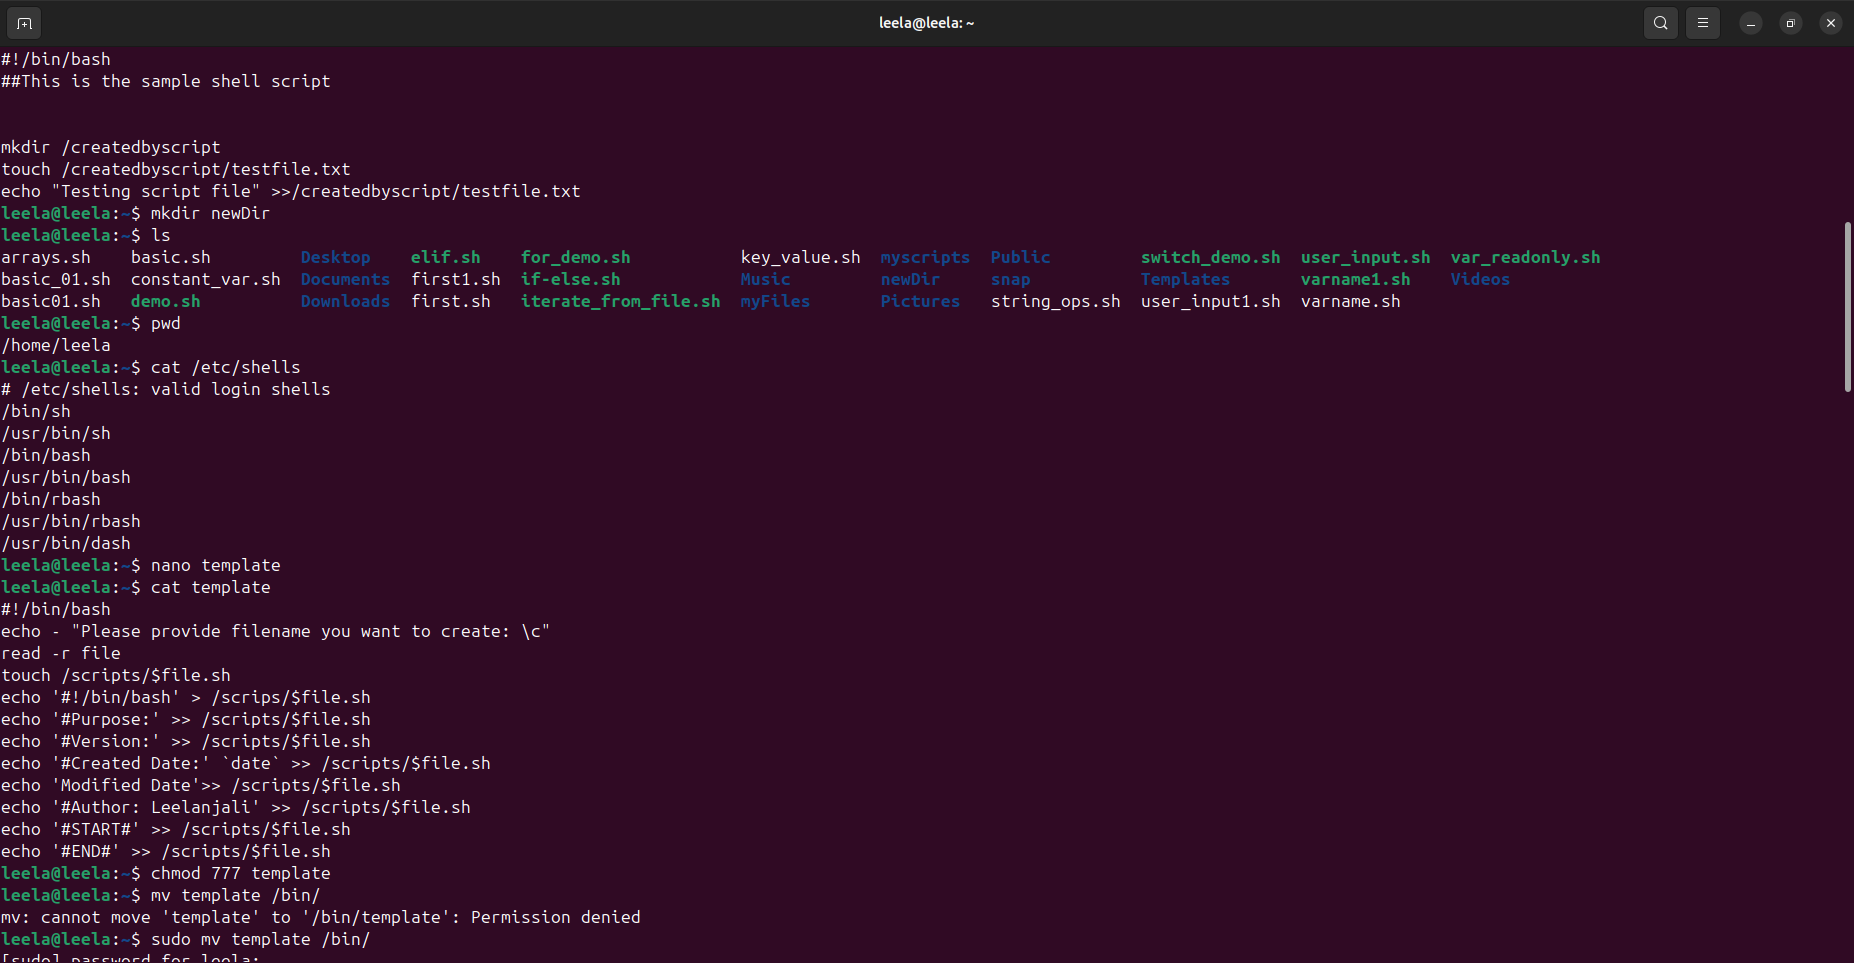 leela@leela: ~
#!/bin/bash
##This is the sample shell script
mkdir /createdbyscript
touch /createdbyscript/testfile.txt
echo "Testing script file" >>/createdbyscript/testfile.txt
leela@leela:~$ mkdir newDir
leela@leela:~$ ls
arrays.sh basic.sh Desktop elif.sh for_demo.sh key_value.sh myscripts Public switch_demo.sh user_input.sh var_readonly.sh
basic_01.sh constant_var.sh Documents first1.sh if-else.sh Music newDir snap Templates varname1.sh Videos
basic01.sh demo.sh Downloads first.sh iterate_from_file.sh myFiles Pictures string_ops.sh user_input1.sh varname.sh
leela@leela:~$ pwd
/home/leela
leela@leela:~$ cat /etc/shells
# /etc/shells: valid login shells
/bin/sh
/usr/bin/sh
/bin/bash
/usr/bin/bash
/bin/rbash
/usr/bin/rbash
/usr/bin/dash
leela@leela:~$ nano template
leela@leela:~$ cat template
#!/bin/bash
echo - "Please provide filename you want to create: \c"
read -r file
touch /scripts/$file.sh
echo '#!/bin/bash' > /scrips/$file.sh
echo '#Purpose:' >> /scripts/$file.sh
echo '#Version:' >> /scripts/$file.sh
echo '#Created Date:' `date` >> /scripts/$file.sh
echo 'Modified Date'>> /scripts/$file.sh
echo '#Author: Leelanjali' >> /scripts/$file.sh
echo '#START#' >> /scripts/$file.sh
echo '#END#' >> /scripts/$file.sh
leela@leela:~$ chmod 777 template
leela@leela:~$ mv template /bin/
mv: cannot move 'template' to '/bin/template': Permission denied
leela@leela:~$ sudo mv template /bin/
[sudo] password for leela: